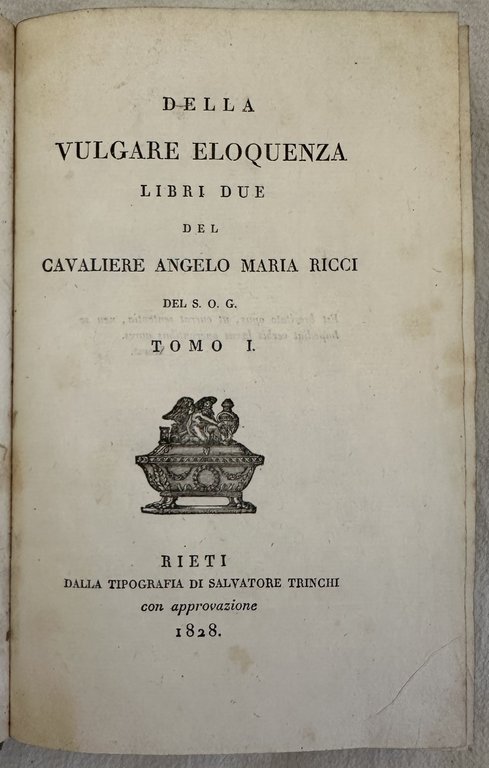 DELLA
VULGARE ELOQUENZA
LIBRI DUE
DEL
CAVALIERE ANGELO MARIA RICCI
DEL S. O. G.
TOMO I.
RIETI
DALLA TIPOGRAFIA DI SALVATORE TRINCHI
con approvazione
1828.